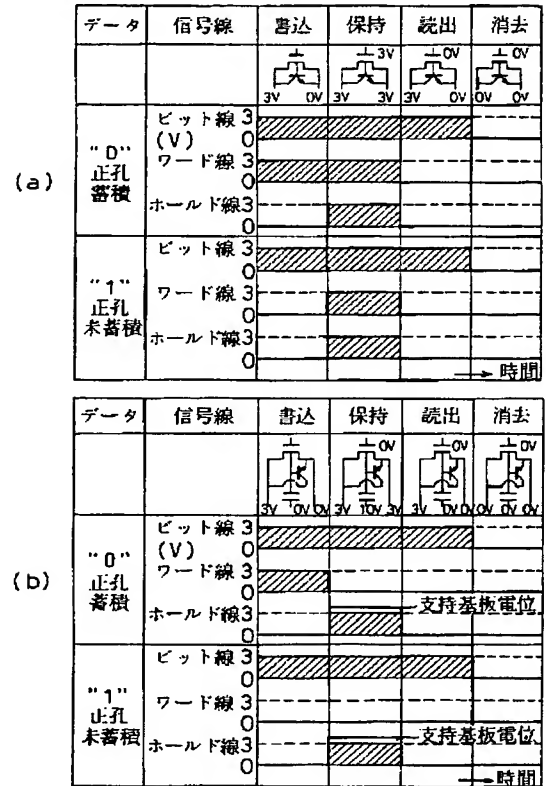 (a)
データ 信号線 書込 保持 読出 消去
3V 0V 0V
3V 0V 3V 3V 3V 0V 0V 0V
"0" 正孔 蓄積
ビット線 3
(V) 0
ワード線 3
0
ホールド線3
0
"1" 正孔 未蓄積
ビット線 3
0
ワード線 3
0
ホールド線3
0
→ 時間
(b)
データ 信号線 書込 保持 読出 消去
0V 0V 0V
3V 0V 0V 3V 0V 3V 3V 0V 0V 0V 0V 0V
"0" 正孔 蓄積
ビット線 3
(V) 0
ワード線 3
0
支持基板電位
ホールド線3
0
"1" 正孔 未蓄積
ビット線 3
0
ワード線 3
0
支持基板電位
ホールド線3
0
→時間